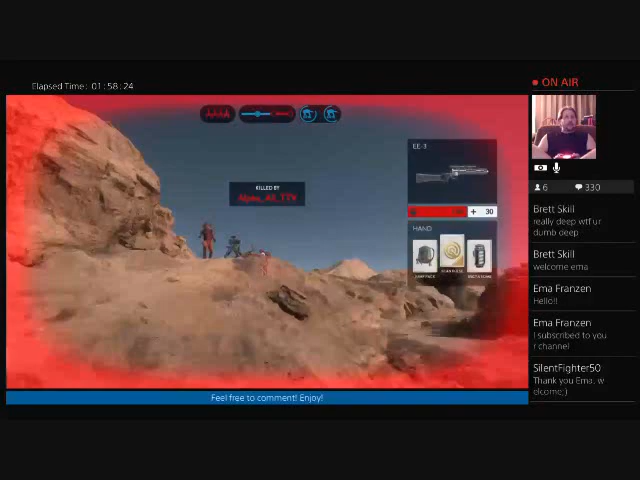 Elapsed Time: 01:58:24
ON AIR
KILLED BY
EE-3
30
HAND
6
330
Brett Skill
really deep wtf ur
dumb deep
Brett Skill
welcome ema
Ema Franzen
Hello!!
Ema Franzen
I subscribed to you
r channel
SilentFighter50
Thank you Ema. w
elcome;)
Feel free to comment! Enjoy!